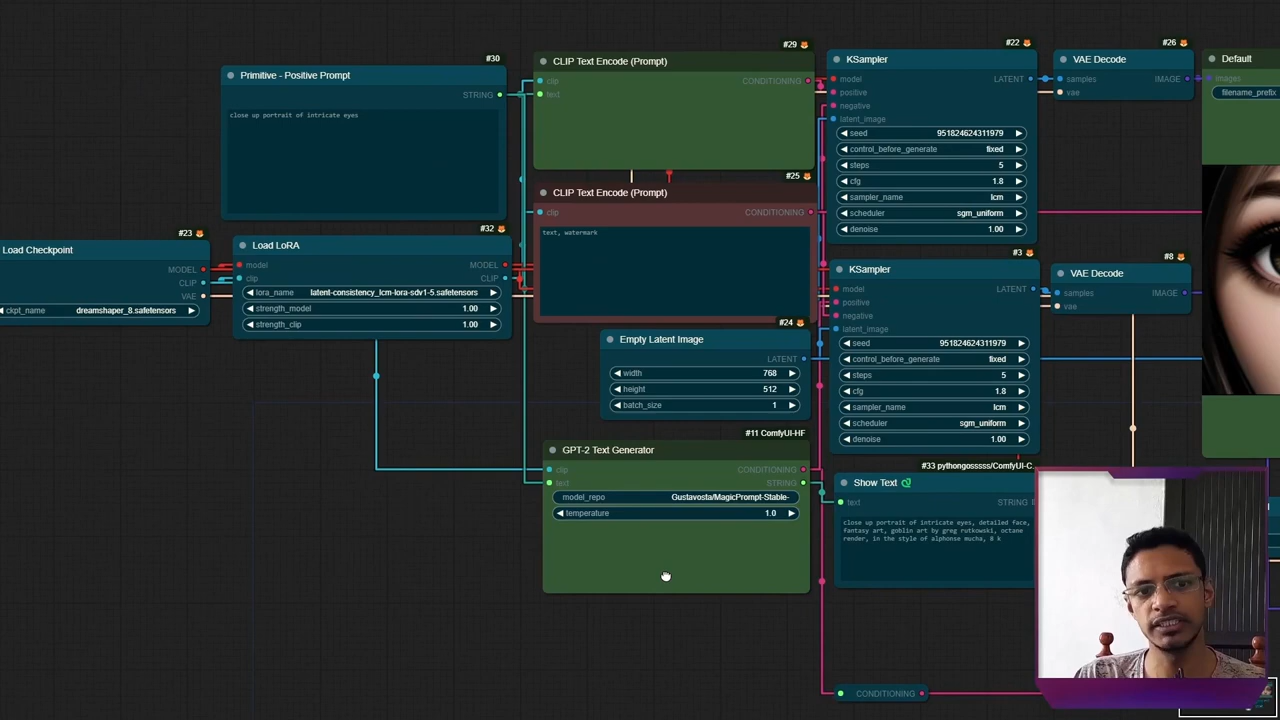 #30
Primitive - Positive Prompt
STRING
close up portrait of intricate eyes
#23
Load Checkpoint
MODEL
CLIP
VAE
ckpt_name dreamshaper_8.safetensors
#32
Load LoRA
model MODEL
clip CLIP
lora_name latent-consistency_lcm-lora-sdv1-5.safetensors
strength_model 1.00
strength_clip 1.00
#29
CLIP Text Encode (Prompt)
clip CONDITIONING
text
#25
CLIP Text Encode (Prompt)
clip CONDITIONING
text, watermark
#24
Empty Latent Image
LATENT
width 768
height 512
batch_size 1
#11 ComfyUI-HF
GPT-2 Text Generator
clip CONDITIONING
text STRING
model_repo Gustavosta/MagicPrompt-Stable-
temperature 1.0
#22
KSampler
model LATENT
positive
negative
latent_image
seed 951824624311979
control_before_generate fixed
steps 5
cfg 1.8
sampler_name lcm
scheduler sgm_uniform
denoise 1.00
#3
KSampler
model LATENT
positive
negative
latent_image
seed 951824624311979
control_before_generate fixed
steps 5
cfg 1.8
sampler_name lcm
scheduler sgm_uniform
denoise 1.00
#33 pythongosssss/ComfyUI-C
Show Text
text STRING
close up portrait of intricate eyes, detailed face,
fantasy art, goblin art by greg rutkowski, octane
render, in the style of alphonse mucha, 8 k
CONDITIONING
#26
VAE Decode
samples IMAGE
vae
#8
VAE Decode
samples IMAGE
vae
Default
images
filename_prefix